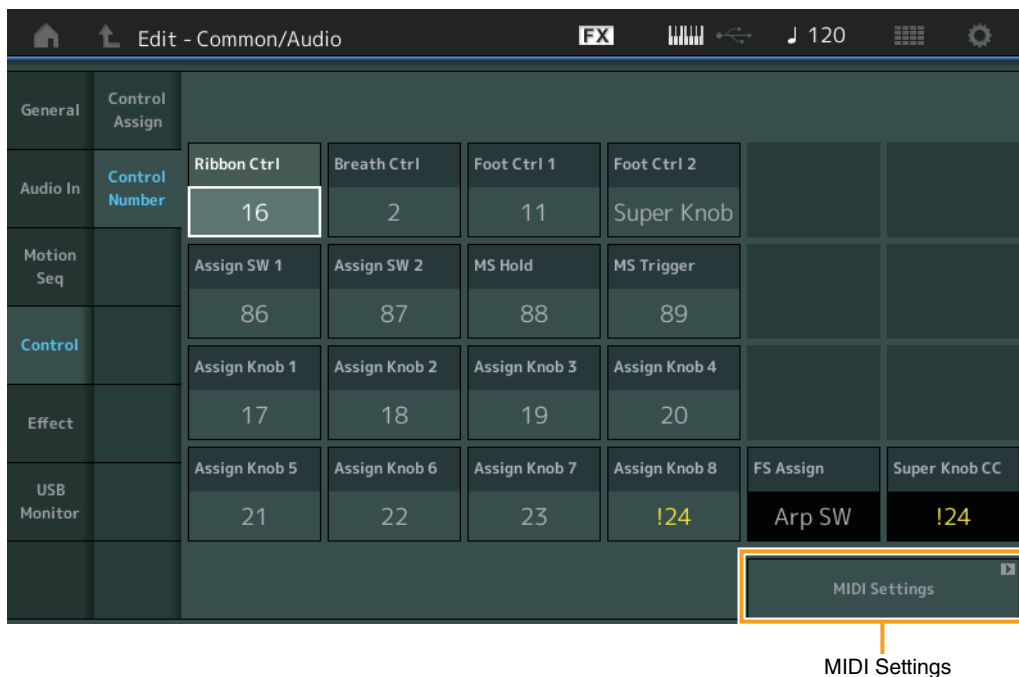 Edit - Common/Audio
FX
♩ 120
General
Control
Assign
Audio In
Control
Number
Ribbon Ctrl
Breath Ctrl
Foot Ctrl 1
Foot Ctrl 2
16
2
11
Super Knob
Motion
Seq
Assign SW 1
Assign SW 2
MS Hold
MS Trigger
86
87
88
89
Control
Assign Knob 1
Assign Knob 2
Assign Knob 3
Assign Knob 4
17
18
19
20
Effect
Assign Knob 5
Assign Knob 6
Assign Knob 7
Assign Knob 8
FS Assign
Super Knob CC
USB
Monitor
21
22
23
!24
Arp SW
!24
MIDI Settings
MIDI Settings